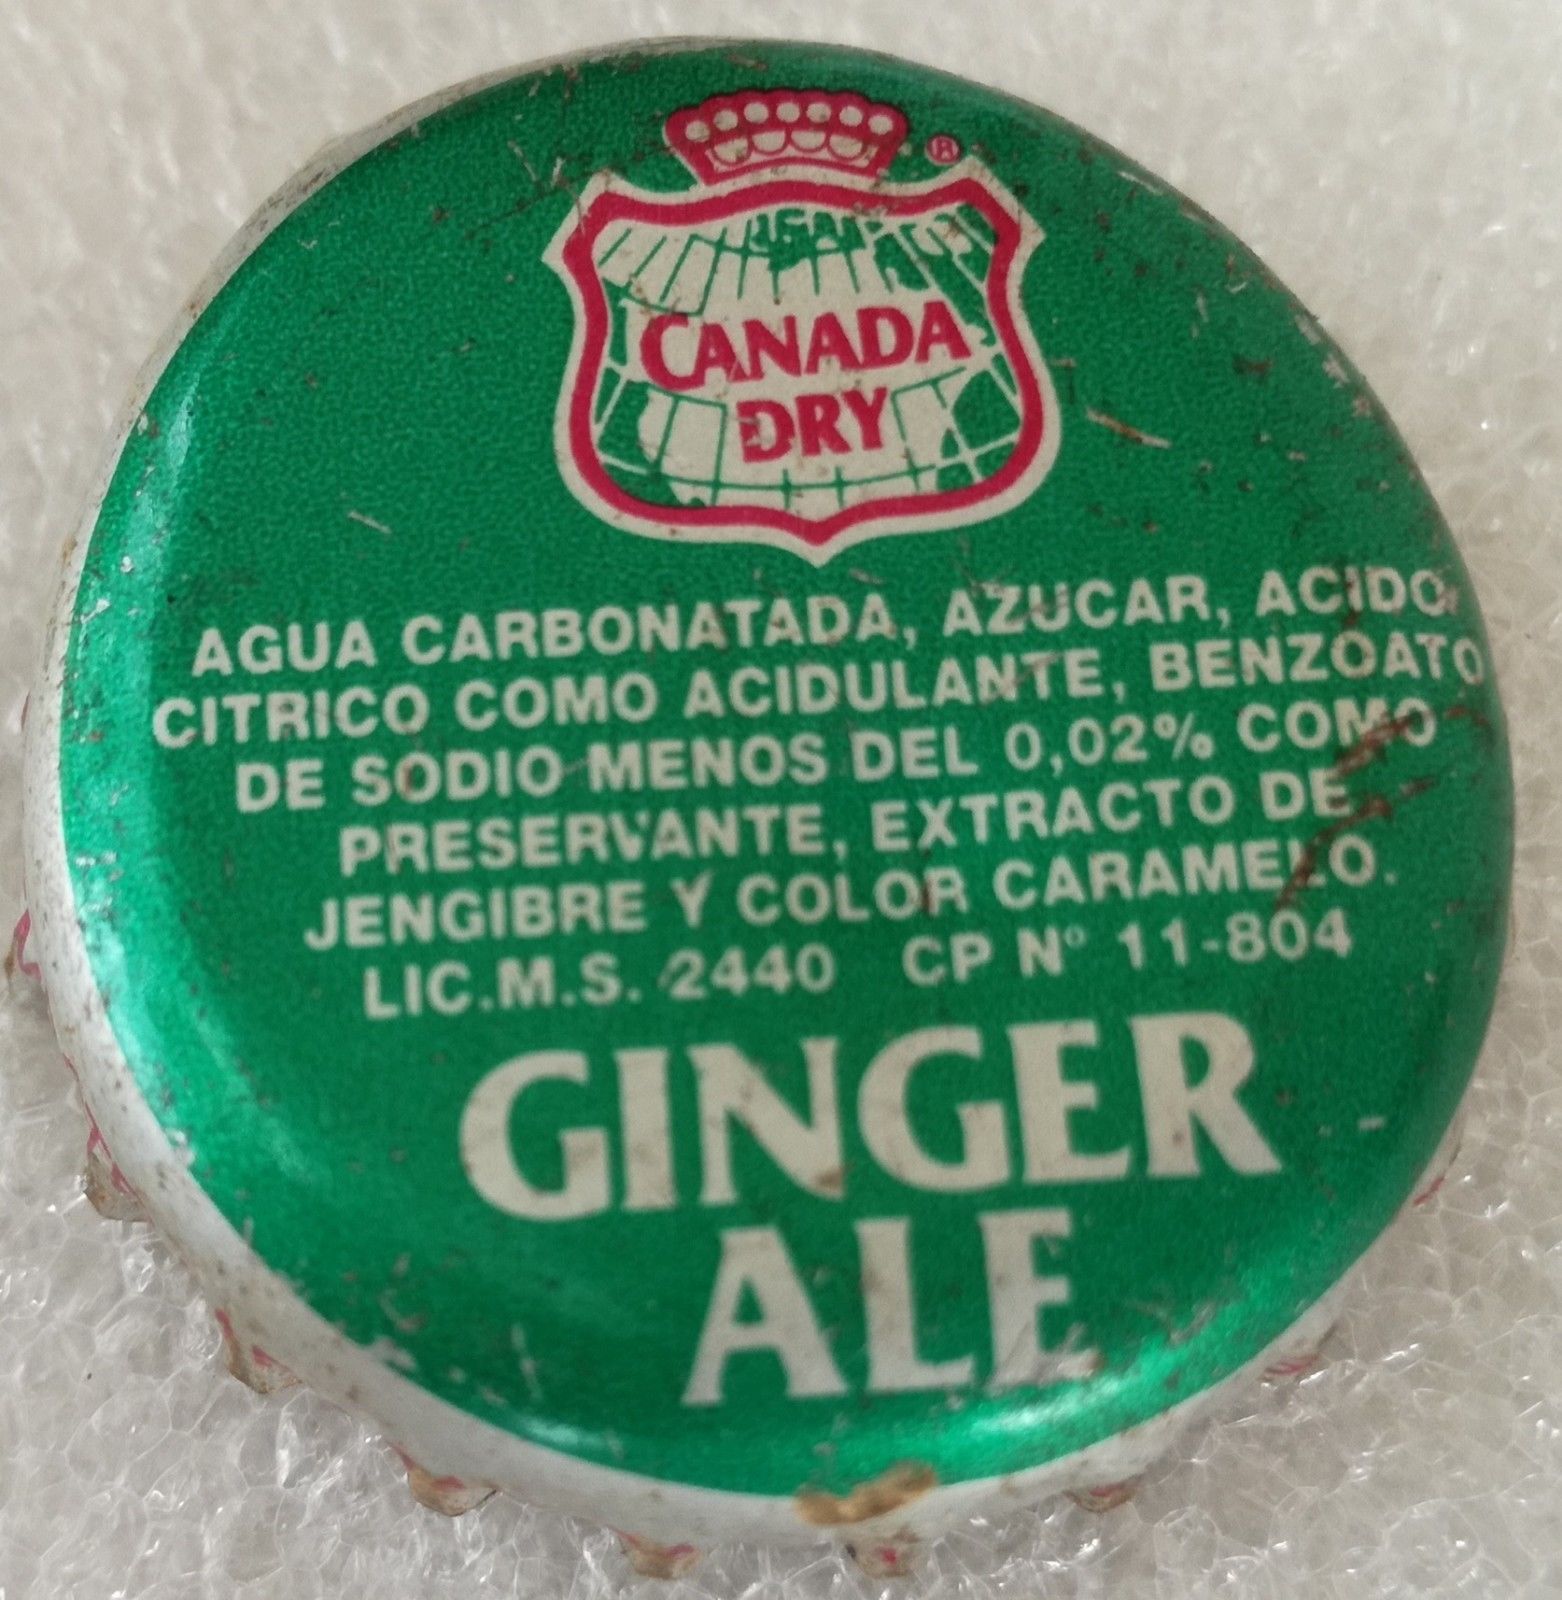 ®
CANADA
DRY
AGUA CARBONATADA, AZUCAR, ACIDO
CITRICO COMO ACIDULANTE, BENZOATO
DE SODIO MENOS DEL 0,02% COMO
PRESERVANTE, EXTRACTO DE
JENGIBRE Y COLOR CARAMELO.
LIC.M.S. 2440 CP N° 11-804
GINGER
ALE